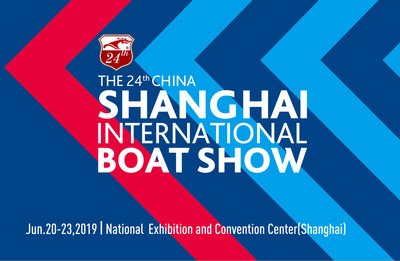 24th
THE 24th CHINA
SHANGHAI
INTERNATIONAL
BOAT SHOW
Jun.20-23,2019 | National Exhibition and Convention Center(Shanghai)